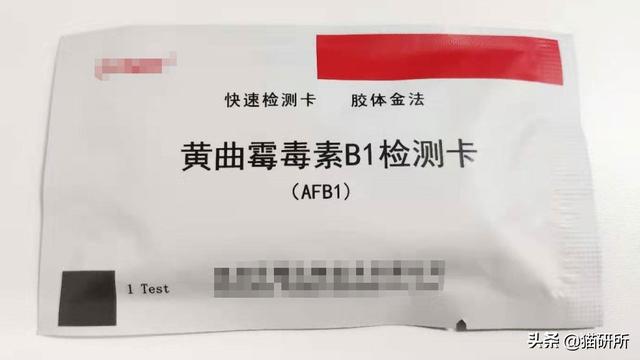 快速检测卡 胶体金法
黄曲霉毒素B1检测卡
(AFB1)
1 Test
头条 @猫研所